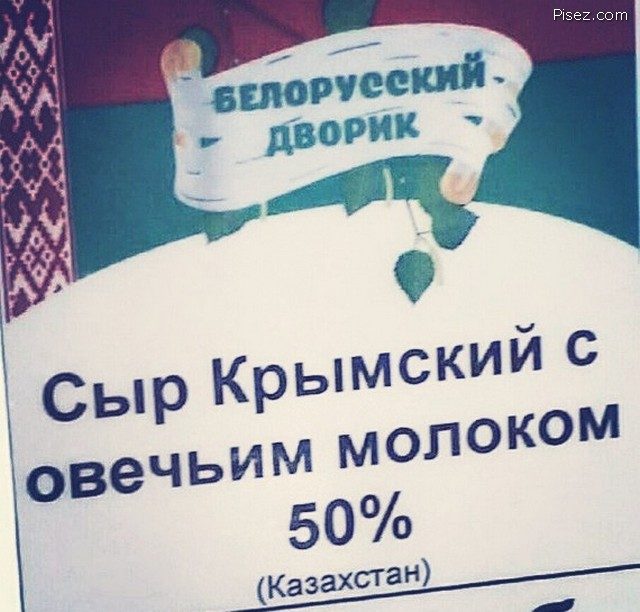 Pisez.com
БЕЛОРУССКИЙ
ДВОРИК
Сыр Крымский с
овечьим молоком
50%
(Казахстан)